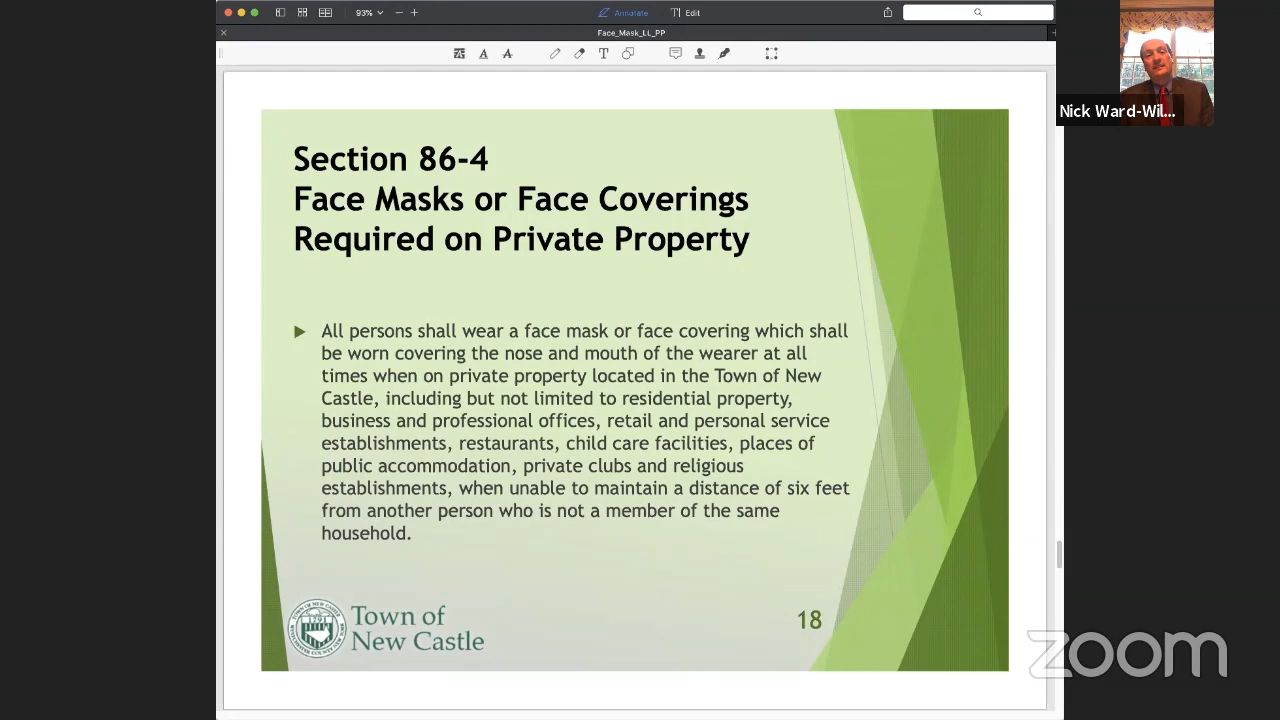 93%
Annotate
Edit
Face_Mask_LL_PP
Nick Ward-Wil...
Section 86-4
Face Masks or Face Coverings
Required on Private Property
All persons shall wear a face mask or face covering which shall
be worn covering the nose and mouth of the wearer at all
times when on private property located in the Town of New
Castle, including but not limited to residential property,
business and professional offices, retail and personal service
establishments, restaurants, child care facilities, places of
public accommodation, private clubs and religious
establishments, when unable to maintain a distance of six feet
from another person who is not a member of the same
household.
Town of
New Castle
18
zoom